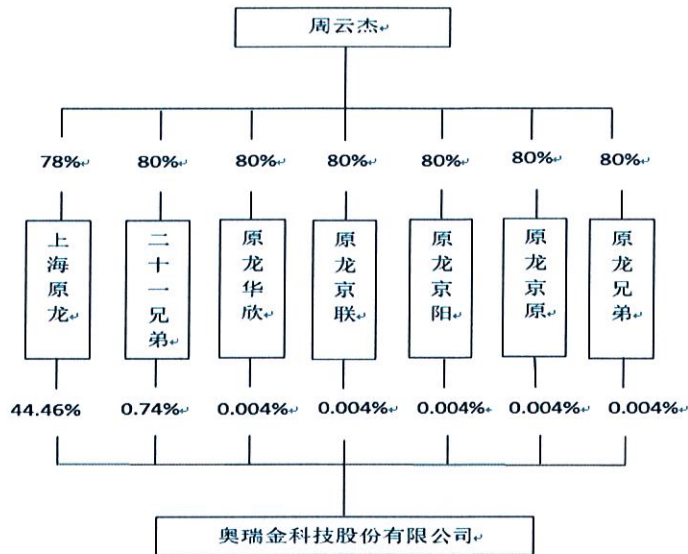 周云杰
78% 80% 80% 80% 80% 80% 80%
上海原龙
二十一兄弟
原龙华欣
原龙京联
原龙京阳
原龙京原
原龙兄弟
44.46% 0.74% 0.004% 0.004% 0.004% 0.004% 0.004%
奥瑞金科技股份有限公司